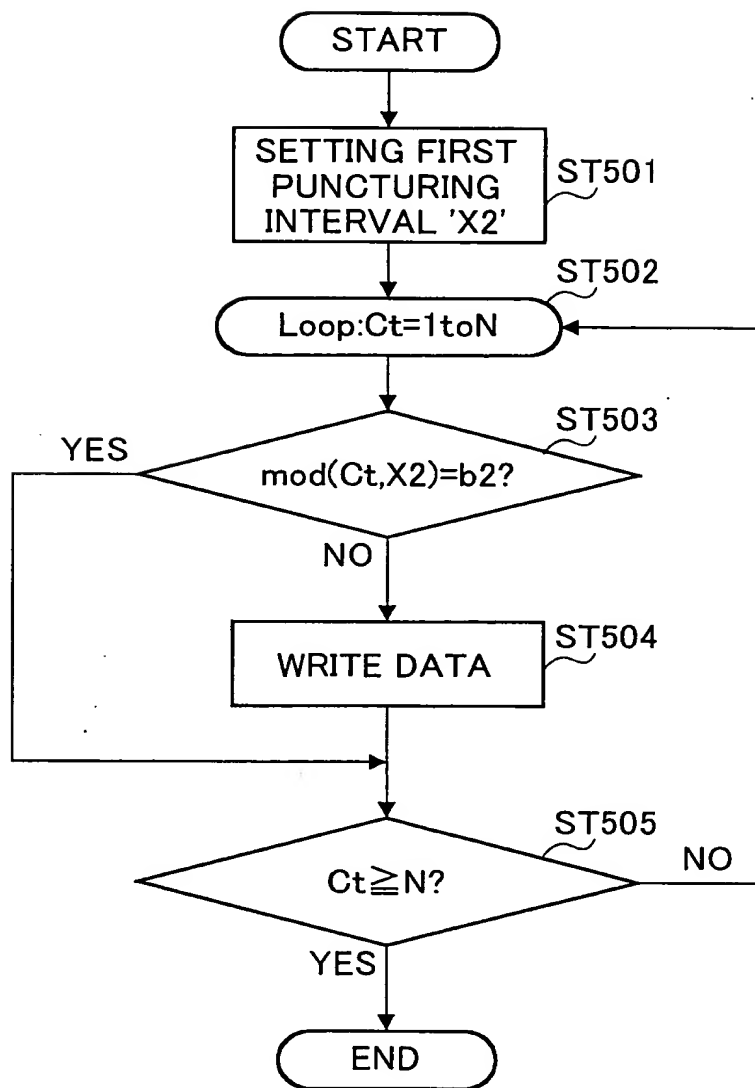 START
SETTING FIRST
PUNCTURING
INTERVAL 'X2'
ST501
ST502
Loop:Ct=1toN
ST503
YES
mod(Ct,X2)=b2?
NO
ST504
WRITE DATA
ST505
NO
Ct≧N?
YES
END